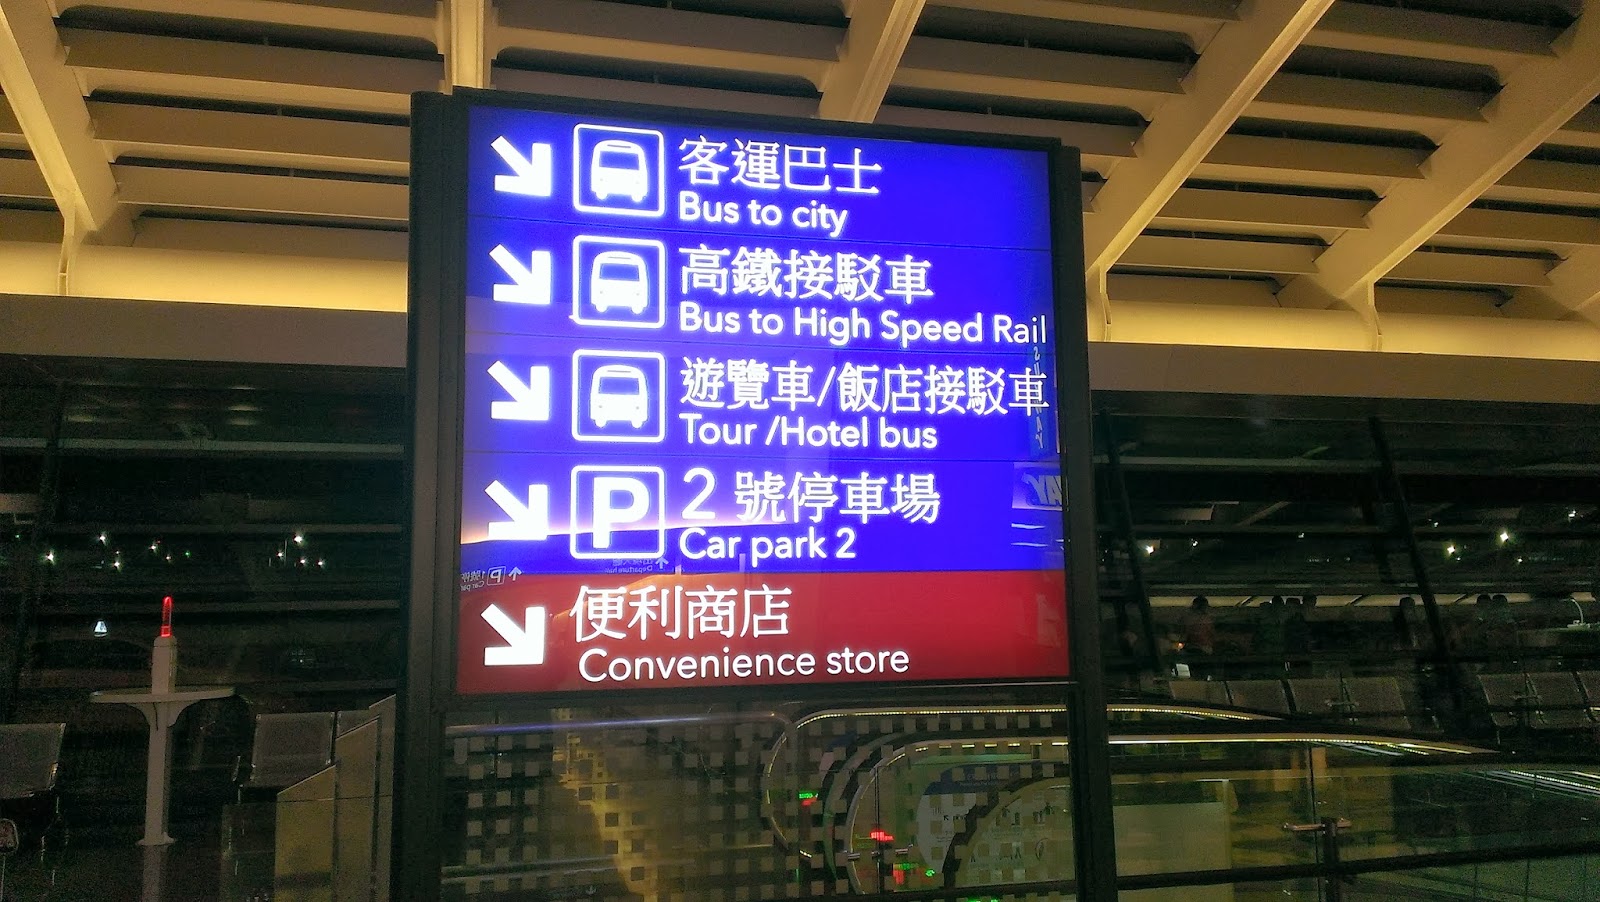 客運巴士
Bus to city
高鐵接駁車
Bus to High Speed Rail
遊覽車/飯店接駁車
Tour /Hotel bus
P 2 號停車場
Car park 2
便利商店
Convenience store